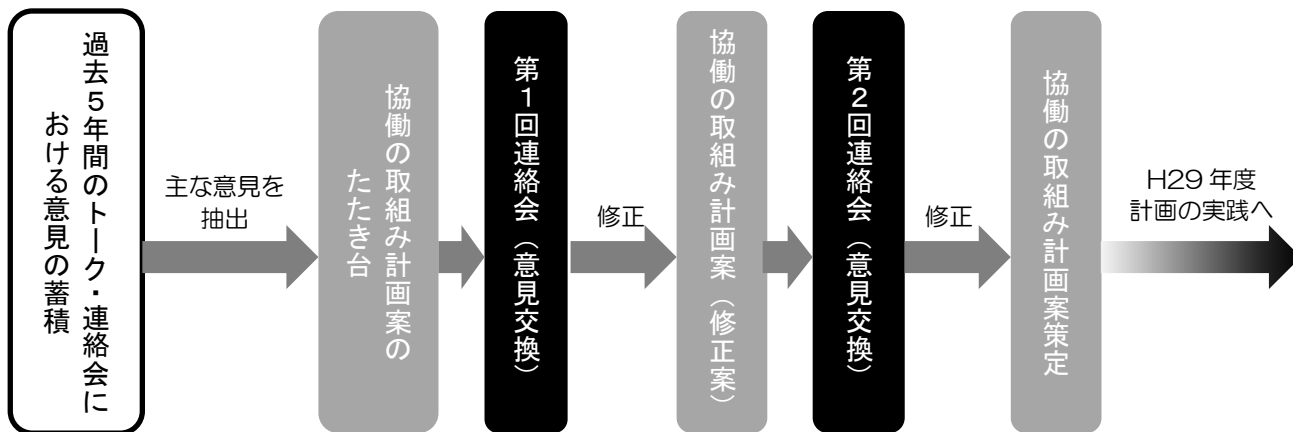 過去５年間のトーク・連絡会に
おける意見の蓄積
主な意見を
抽出
協働の取組み計画案の
たたき台
第１回連絡会（意見交換）
修正
協働の取組み計画案（修正案）
第２回連絡会（意見交換）
修正
協働の取組み計画案策定
H29 年度
計画の実践へ